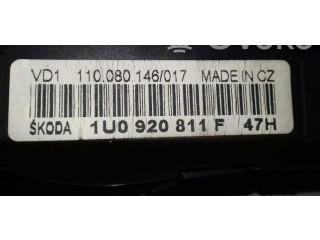 VD1 110.080.146/017 MADE IN CZ
ŠKODA 1U0 920 811 F 47H